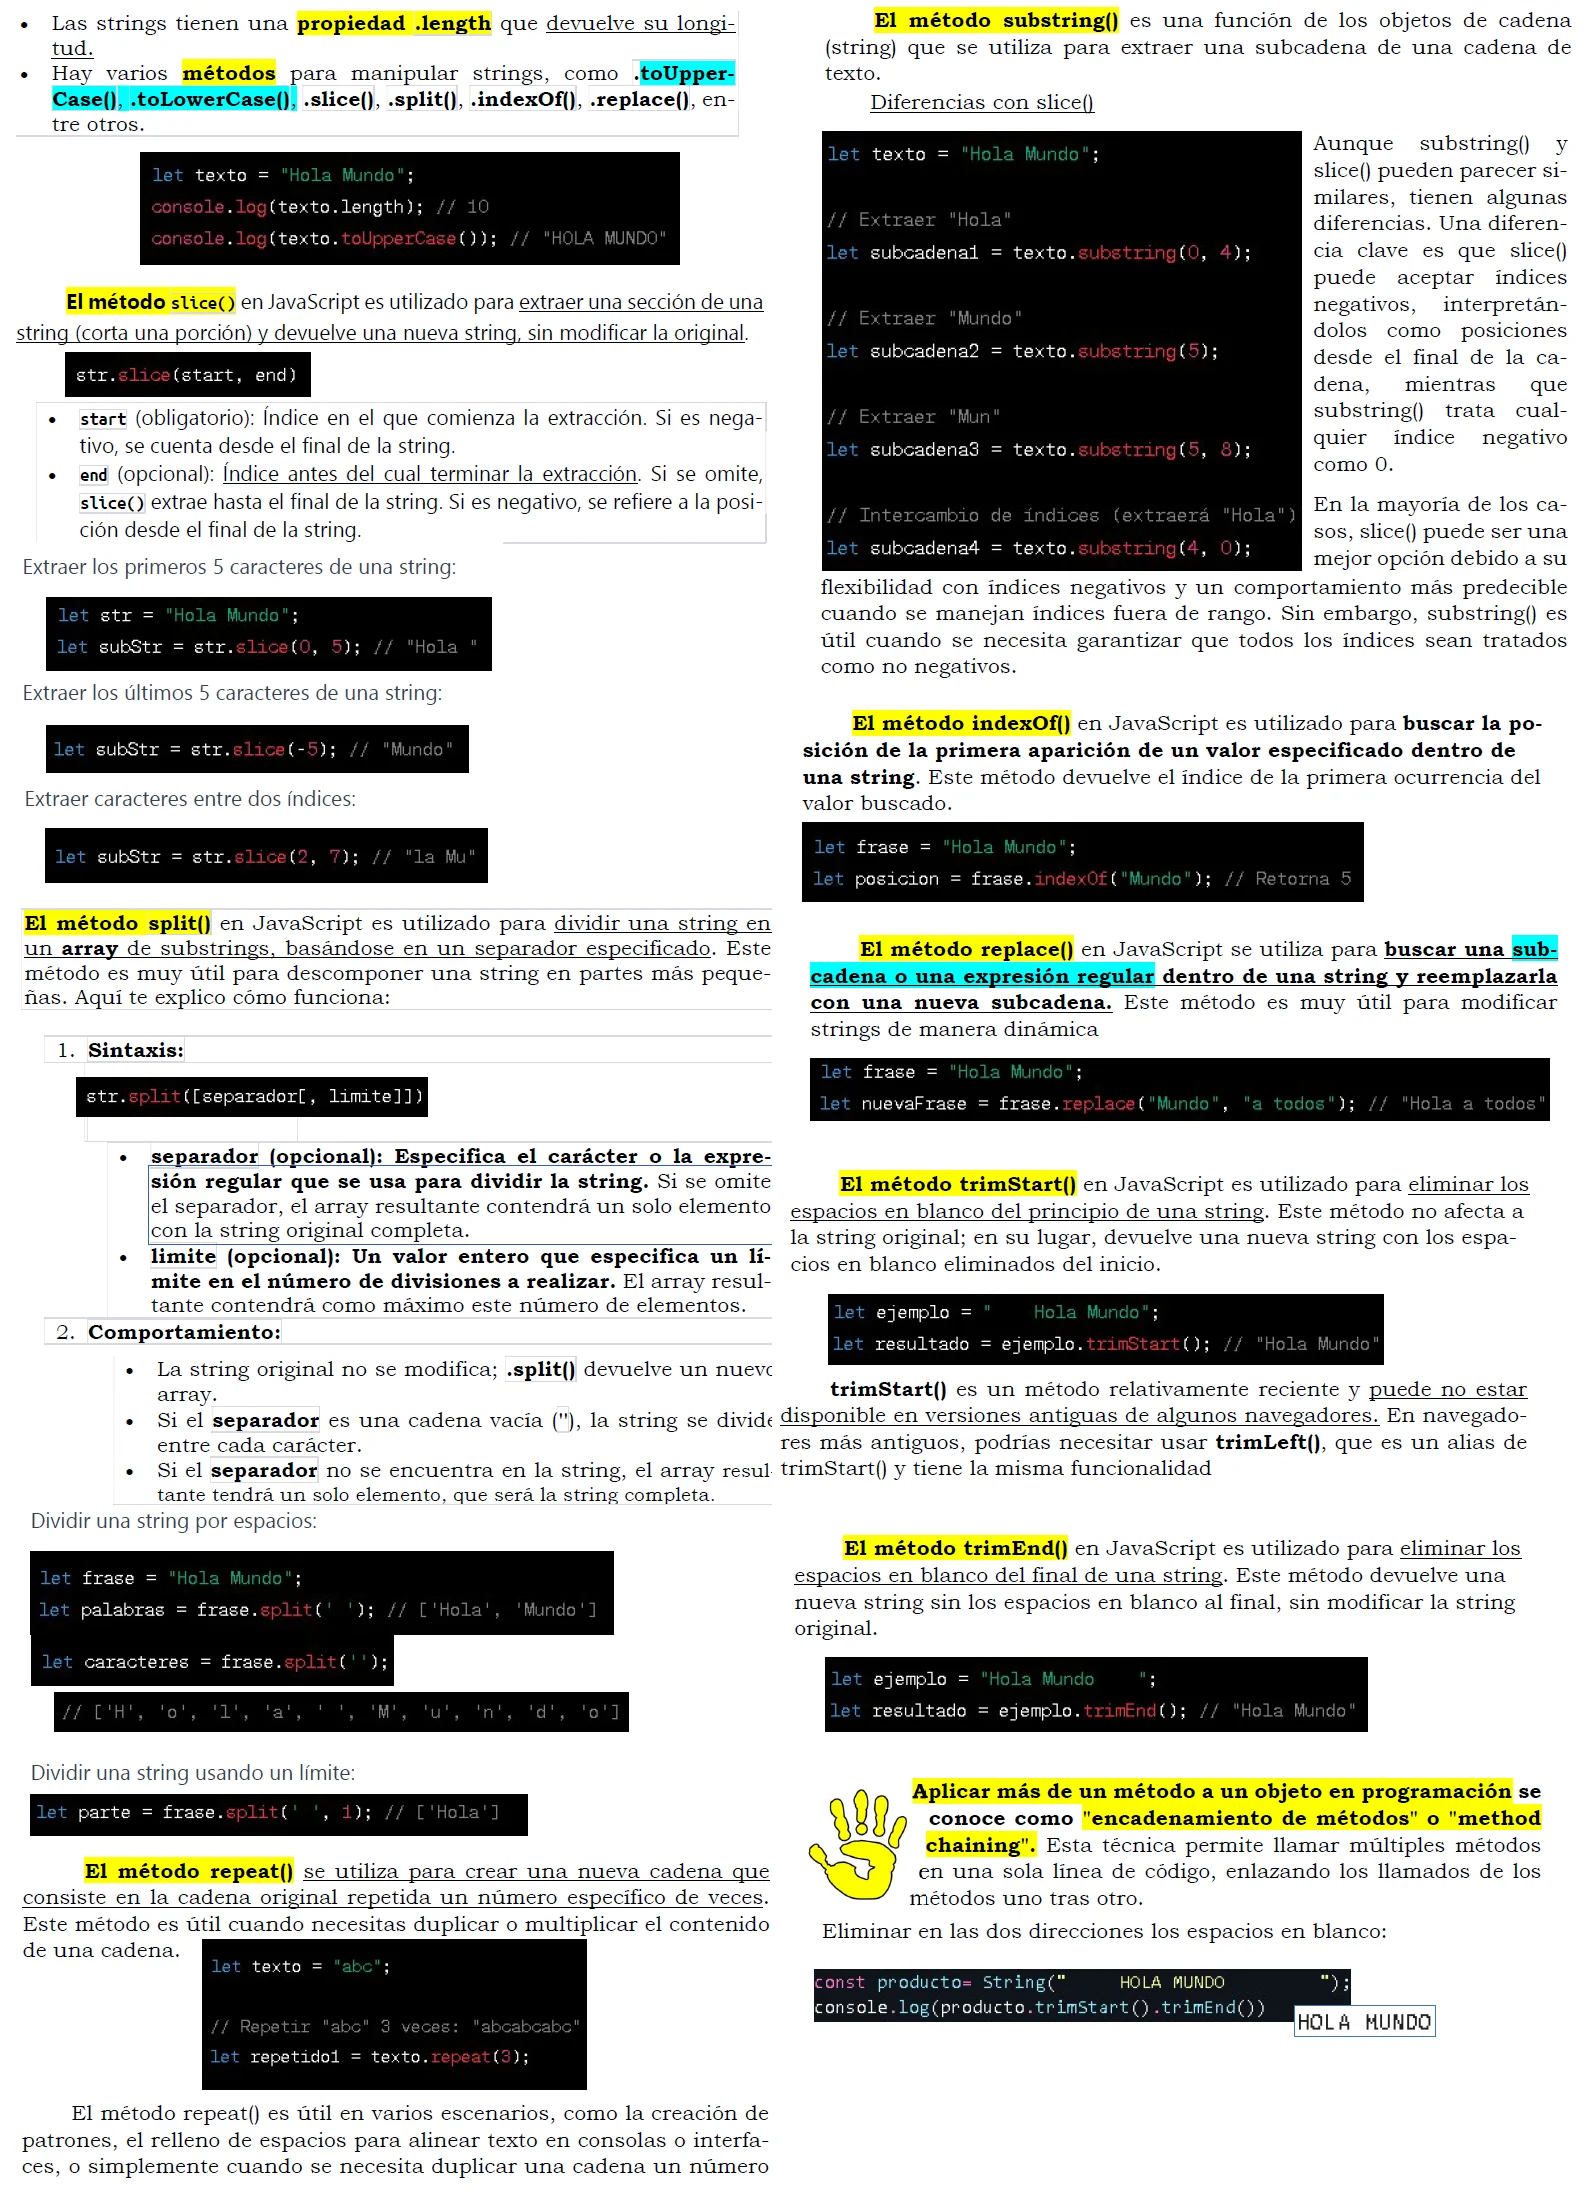 • Las strings tienen una propiedad .length que devuelve su longi-
tud.
• Hay varios métodos para manipular strings, como .toUpper-
Case(), .toLowerCase(), .slice(), .split(), .indexOf(), .replace(), en-
tre otros.
let texto = "Hola Mundo";
console.log(texto.length); // 10
console.log(texto.toUpperCase()); // "HOLA MUNDO"
El método slice() en JavaScript es utilizado para extraer una sección de una
string (corta una porción) y devuelve una nueva string, sin modificar la original.
str.slice(start, end)
• start (obligatorio): Índice en el que comienza la extracción. Si es nega-
tivo, se cuenta desde el final de la string.
• end (opcional): Índice antes del cual terminar la extracción. Si se omite,
slice() extrae hasta el final de la string. Si es negativo, se refiere a la posi-
ción desde el final de la string.
Extraer los primeros 5 caracteres de una string:
let str = "Hola Mundo";
let subStr = str.slice(0, 5); // "Hola "
Extraer los últimos 5 caracteres de una string:
let subStr = str.slice(-5); // "Mundo"
Extraer caracteres entre dos índices:
let subStr = str.slice(2, 7); // "la Mu"
El método split() en JavaScript es utilizado para dividir una string en
un array de substrings, basándose en un separador especificado. Este
método es muy útil para descomponer una string en partes más peque-
ñas. Aquí te explico cómo funciona:
1. Sintaxis:
str.split([separador[, limite]])
• separador (opcional): Especifica el carácter o la expre-
sión regular que se usa para dividir la string. Si se omite
el separador, el array resultante contendrá un solo elemento
con la string original completa.
• limite (opcional): Un valor entero que especifica un lí-
mite en el número de divisiones a realizar. El array resul-
tante contendrá como máximo este número de elementos.
2. Comportamiento:
• La string original no se modifica; .split() devuelve un nuevo
array.
• Si el separador es una cadena vacía (''), la string se divide
entre cada carácter.
• Si el separador no se encuentra en la string, el array resul-
tante tendrá un solo elemento, que será la string completa.
Dividir una string por espacios:
let frase = "Hola Mundo";
let palabras = frase.split(' '); // ['Hola', 'Mundo']
let caracteres = frase.split('');
// ['H', 'o', 'l', 'a', ' ', 'M', 'u', 'n', 'd', 'o']
Dividir una string usando un límite:
let parte = frase.split(' ', 1); // ['Hola']
El método repeat() se utiliza para crear una nueva cadena que
consiste en la cadena original repetida un número específico de veces.
Este método es útil cuando necesitas duplicar o multiplicar el contenido
de una cadena.
let texto = "abc";
// Repetir "abc" 3 veces: "abcabcabc"
let repetido1 = texto.repeat(3);
El método repeat() es útil en varios escenarios, como la creación de
patrones, el relleno de espacios para alinear texto en consolas o interfa-
ces, o simplemente cuando se necesita duplicar una cadena un número
El método substring() es una función de los objetos de cadena
(string) que se utiliza para extraer una subcadena de una cadena de
texto.
Diferencias con slice()
let texto = "Hola Mundo";
// Extraer "Hola"
let subcadena1 = texto.substring(0, 4);
// Extraer "Mundo"
let subcadena2 = texto.substring(5);
// Extraer "Mun"
let subcadena3 = texto.substring(5, 8);
// Intercambio de índices (extraerá "Hola")
let subcadena4 = texto.substring(4, 0);
Aunque substring() y
slice() pueden parecer si-
milares, tienen algunas
diferencias. Una diferen-
cia clave es que slice()
puede aceptar índices
negativos, interpretán-
dolos como posiciones
desde el final de la ca-
dena, mientras que
substring() trata cual-
quier índice negativo
como 0.
En la mayoría de los ca-
sos, slice() puede ser una
mejor opción debido a su
flexibilidad con índices negativos y un comportamiento más predecible
cuando se manejan índices fuera de rango. Sin embargo, substring() es
útil cuando se necesita garantizar que todos los índices sean tratados
como no negativos.
El método indexOf() en JavaScript es utilizado para buscar la po-
sición de la primera aparición de un valor especificado dentro de
una string. Este método devuelve el índice de la primera ocurrencia del
valor buscado.
let frase = "Hola Mundo";
let posicion = frase.indexOf("Mundo"); // Retorna 5
El método replace() en JavaScript se utiliza para buscar una sub-
cadena o una expresión regular dentro de una string y reemplazarla
con una nueva subcadena. Este método es muy útil para modificar
strings de manera dinámica
let frase = "Hola Mundo";
let nuevaFrase = frase.replace("Mundo", "a todos"); // "Hola a todos"
El método trimStart() en JavaScript es utilizado para eliminar los
espacios en blanco del principio de una string. Este método no afecta a
la string original; en su lugar, devuelve una nueva string con los espa-
cios en blanco eliminados del inicio.
let ejemplo = "    Hola Mundo";
let resultado = ejemplo.trimStart(); // "Hola Mundo"
trimStart() es un método relativamente reciente y puede no estar
disponible en versiones antiguas de algunos navegadores. En navegado-
res más antiguos, podrías necesitar usar trimLeft(), que es un alias de
trimStart() y tiene la misma funcionalidad
El método trimEnd() en JavaScript es utilizado para eliminar los
espacios en blanco del final de una string. Este método devuelve una
nueva string sin los espacios en blanco al final, sin modificar la string
original.
let ejemplo = "Hola Mundo    ";
let resultado = ejemplo.trimEnd(); // "Hola Mundo"
Aplicar más de un método a un objeto en programación se
conoce como "encadenamiento de métodos" o "method
chaining". Esta técnica permite llamar múltiples métodos
en una sola línea de código, enlazando los llamados de los
métodos uno tras otro.
Eliminar en las dos direcciones los espacios en blanco:
const producto= String("      HOLA MUNDO          ");
console.log(producto.trimStart().trimEnd())
HOLA MUNDO